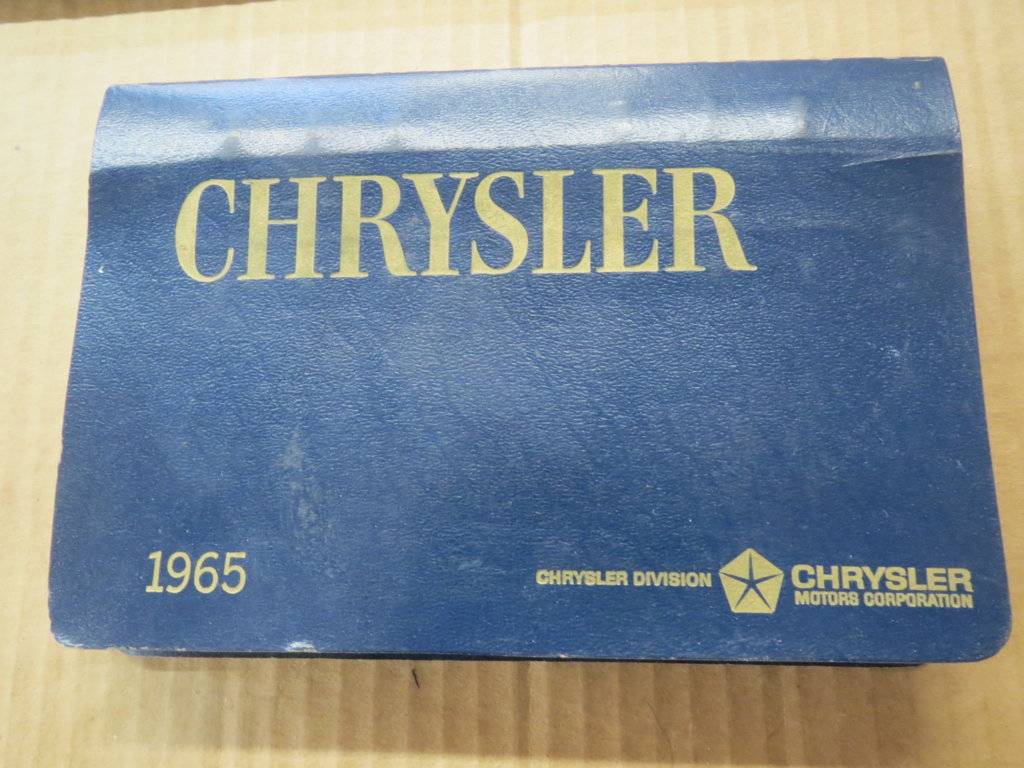 CHRYSLER
1965
CHRYSLER DIVISION
CHRYSLER
MOTORS CORPORATION